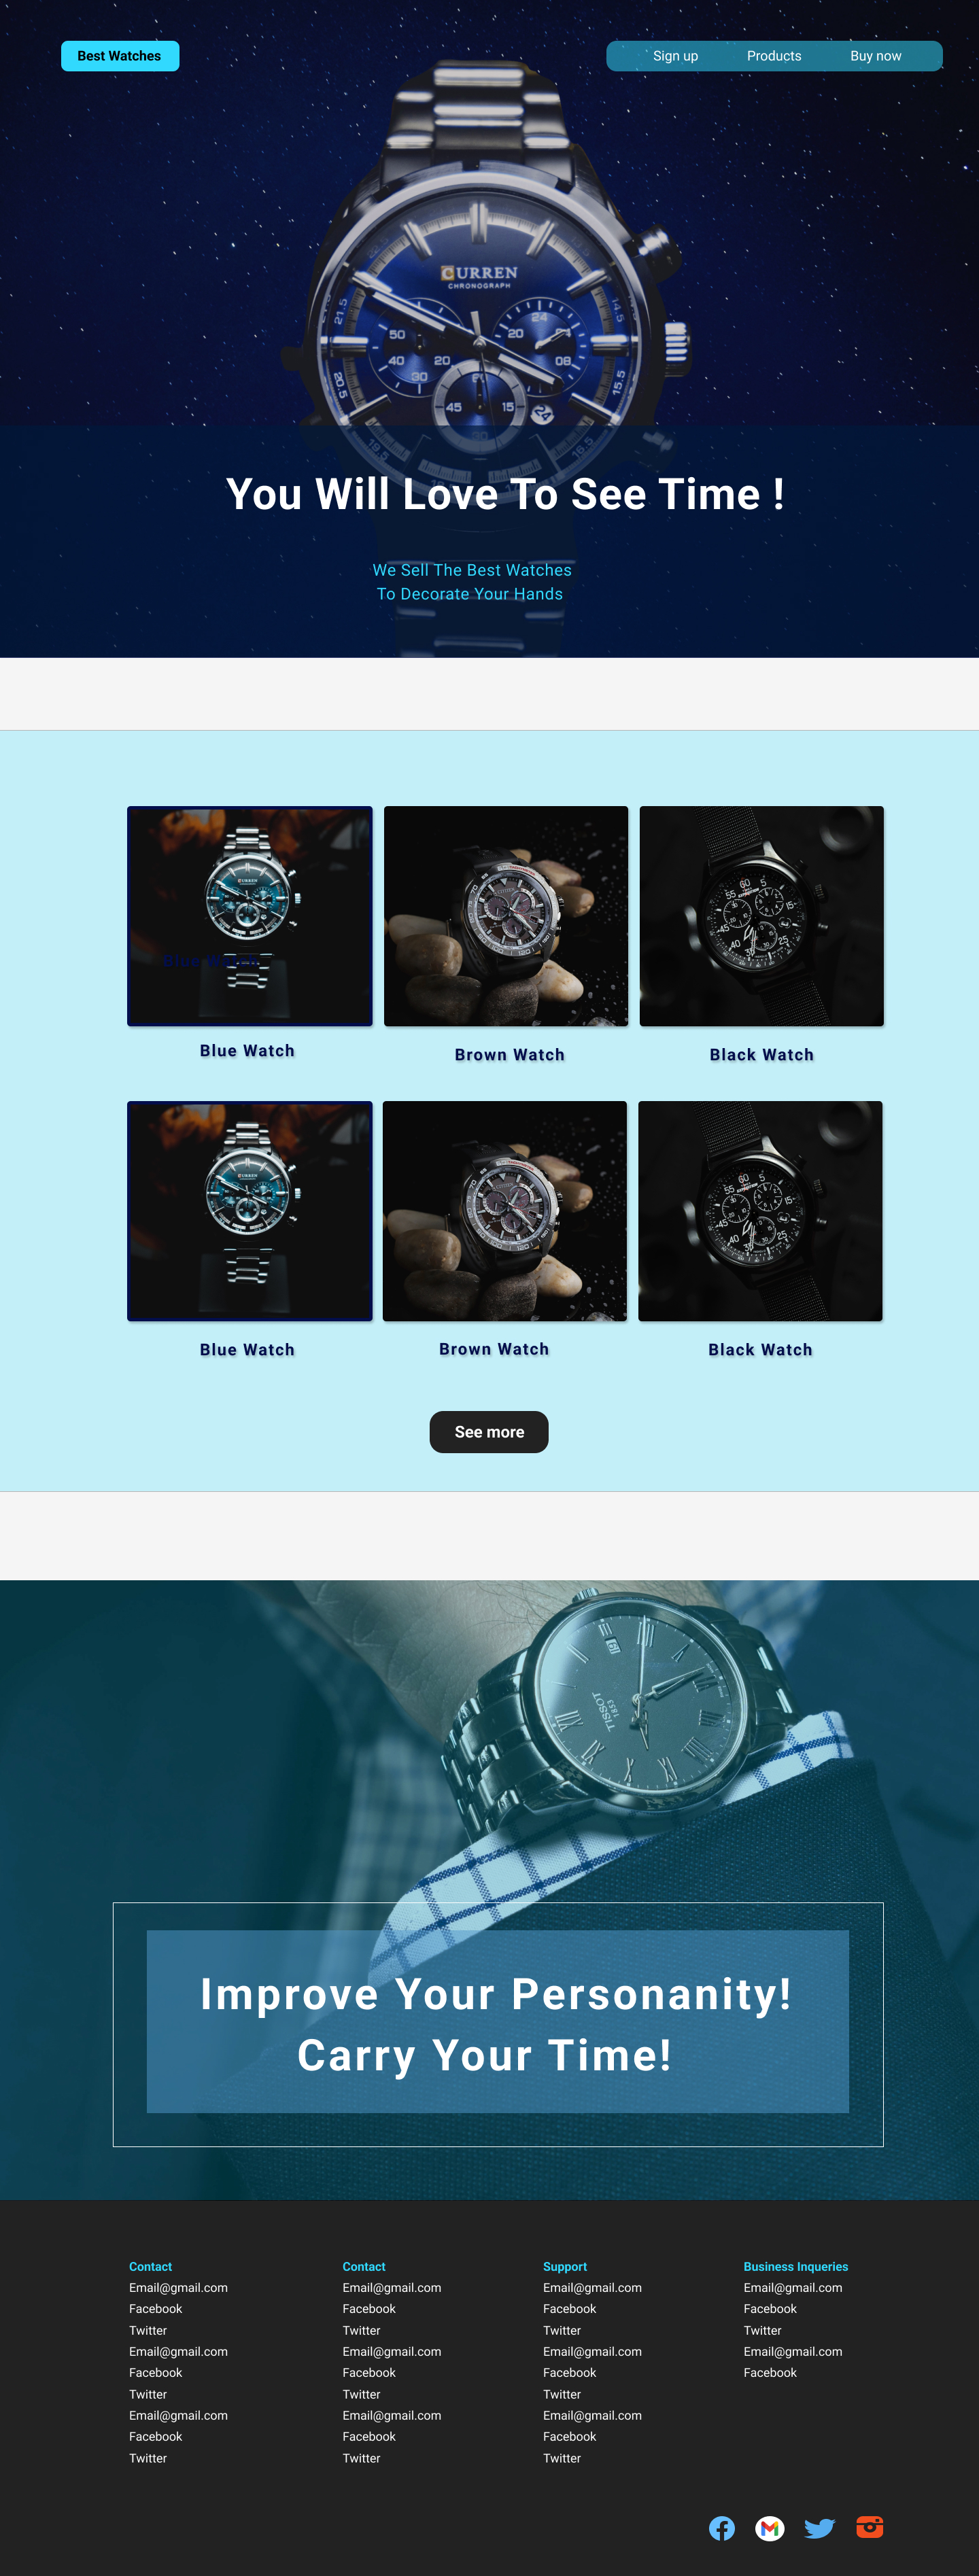 Best Watches
Sign up Products Buy now
CURREN
CHRONOGRAPH
You Will Love To See Time !
We Sell The Best Watches
To Decorate Your Hands
CURREN
Blue Watch
Blue Watch
Brown Watch
Black Watch
CURREN
Blue Watch
Brown Watch
Black Watch
See more
TISSOT
1853
Improve Your Personanity!
Carry Your Time!
Contact
Email@gmail.com
Facebook
Twitter
Email@gmail.com
Facebook
Twitter
Email@gmail.com
Facebook
Twitter
Contact
Email@gmail.com
Facebook
Twitter
Email@gmail.com
Facebook
Twitter
Email@gmail.com
Facebook
Twitter
Support
Email@gmail.com
Facebook
Twitter
Email@gmail.com
Facebook
Twitter
Email@gmail.com
Facebook
Twitter
Business Inqueries
Email@gmail.com
Facebook
Twitter
Email@gmail.com
Facebook